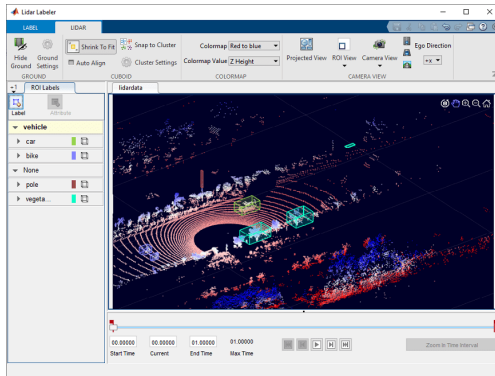 Lidar Labeler
LABEL
LIDAR
Hide Ground
Ground Settings
GROUND
Shrink To Fit
Auto Align
Snap to Cluster
Cluster Settings
CUBOID
Colormap Red to blue
Colormap Value Z Height
COLORMAP
Projected View
ROI View
Camera View
Ego Direction
+x
CAMERA VIEW
ROI Labels
lidardata
Label
Attribute
vehicle
car
bike
None
pole
vegeta...
00.00000
00.00000
01.00000
01.00000
Start Time
Current
End Time
Max Time
Zoom In Time Interval